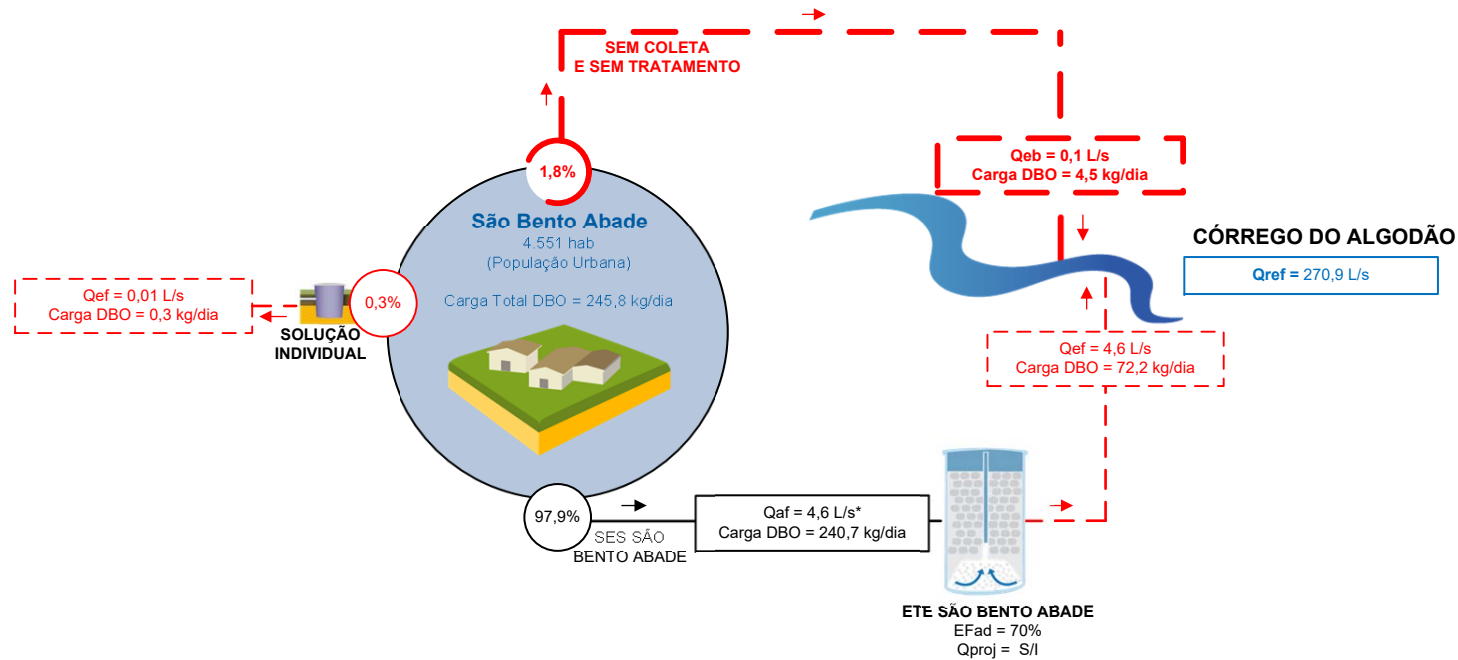 SEM COLETA
E SEM TRATAMENTO
Qeb = 0,1 L/s
Carga DBO = 4,5 kg/dia
1,8%
São Bento Abade
4.551 hab
(População Urbana)
Carga Total DBO = 245,8 kg/dia
CÓRREGO DO ALGODÃO
Qref = 270,9 L/s
Qef = 0,01 L/s
Carga DBO = 0,3 kg/dia
0,3%
SOLUÇÃO
INDIVIDUAL
Qef = 4,6 L/s
Carga DBO = 72,2 kg/dia
97,9%
SES SÃO
BENTO ABADE
Qaf = 4,6 L/s*
Carga DBO = 240,7 kg/dia
ETE SÃO BENTO ABADE
EFad = 70%
Qproj = S/I